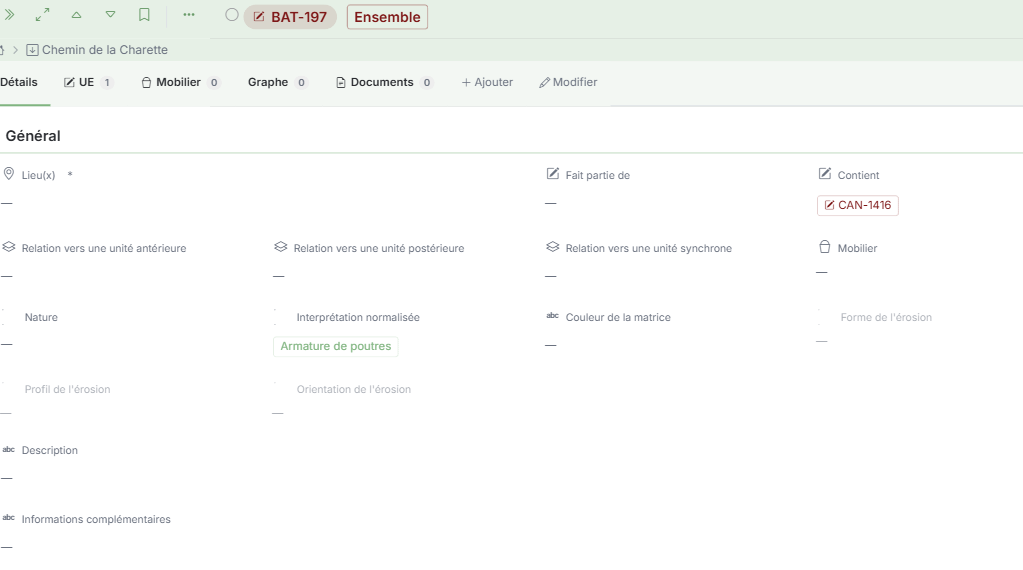 BAT-197 Ensemble
Chemin de la Charette
Détails UE 1 Mobilier 0 Graphe 0 Documents 0 + Ajouter Modifier
Général
Lieu(x) * Fait partie de Contient
— — CAN-1416
Relation vers une unité antérieure Relation vers une unité postérieure Relation vers une unité synchrone Mobilier
— — — —
Nature Interprétation normalisée abc Couleur de la matrice Forme de l'érosion
— Armature de poutres — —
Profil de l'érosion Orientation de l'érosion
— —
abc Description
—
abc Informations complémentaires
—